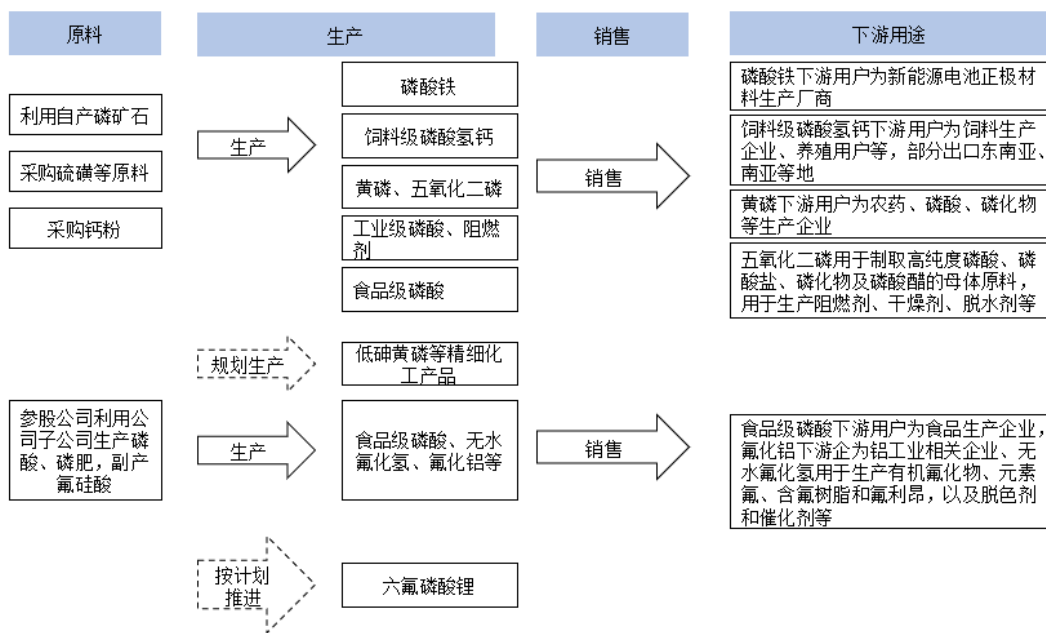 原料
生产
销售
下游用途
利用自产磷矿石
采购硫磺等原料
采购钙粉
生产
磷酸铁
饲料级磷酸氢钙
黄磷、五氧化二磷
工业级磷酸、阻燃
剂
食品级磷酸
销售
磷酸铁下游用户为新能源电池正极材
料生产厂商
饲料级磷酸氢钙下游用户为饲料生产
企业、养殖用户等，部分出口东南亚、
南亚等地
黄磷下游用户为农药、磷酸、磷化物
等生产企业
五氧化二磷用于制取高纯度磷酸、磷
酸盐、磷化物及磷酸醋的母体原料，
用于生产阻燃剂、干燥剂、脱水剂等
规划生产
低砷黄磷等精细化
工产品
参股公司利用公
司子公司生产磷
酸、磷肥，副产
氟硅酸
生产
食品级磷酸、无水
氟化氢、氟化铝等
销售
食品级磷酸下游用户为食品生产企业，
氟化铝下游企为铝工业相关企业、无
水氟化氢用于生产有机氟化物、元素
氟、含氟树脂和氟利昂，以及脱色剂
和催化剂等
按计划
推进
六氟磷酸锂